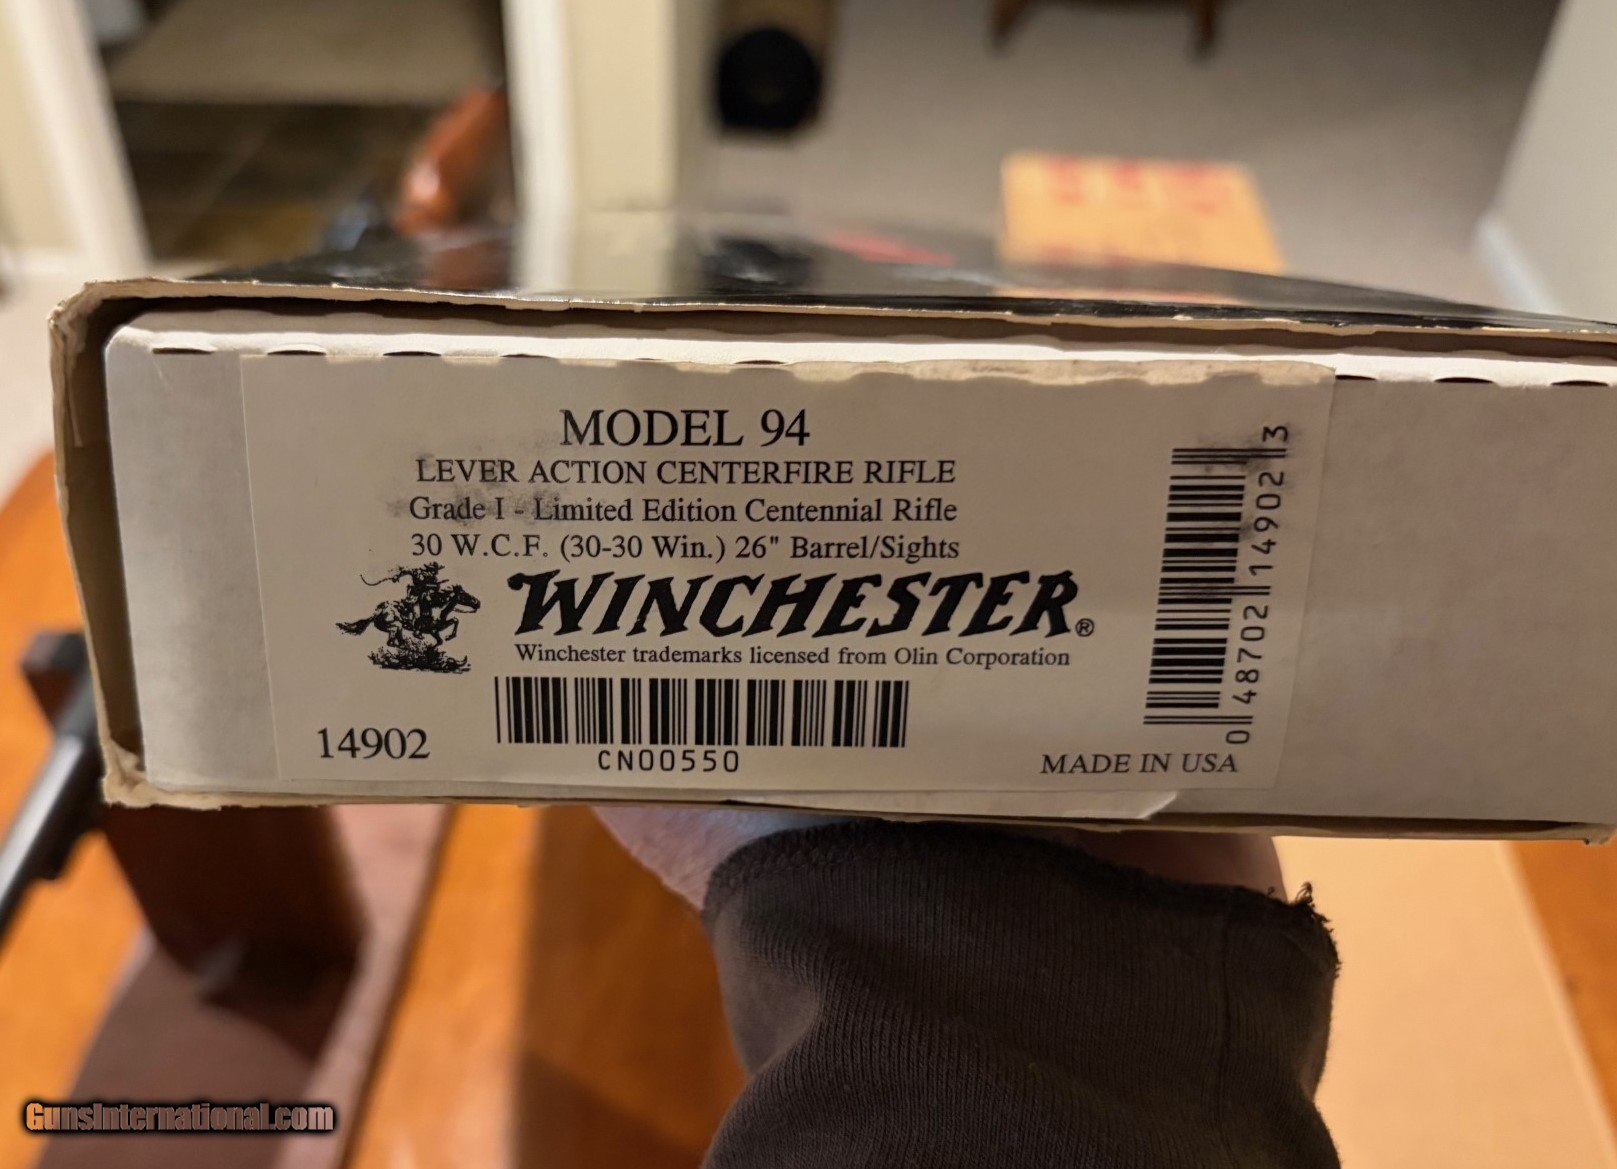 MODEL 94
LEVER ACTION CENTERFIRE RIFLE
Grade I - Limited Edition Centennial Rifle
30 W.C.F. (30-30 Win.) 26" Barrel/Sights
WINCHESTER®
Winchester trademarks licensed from Olin Corporation
14902
CN00550
MADE IN USA
0 48702 14902 3
GunsInternational.com